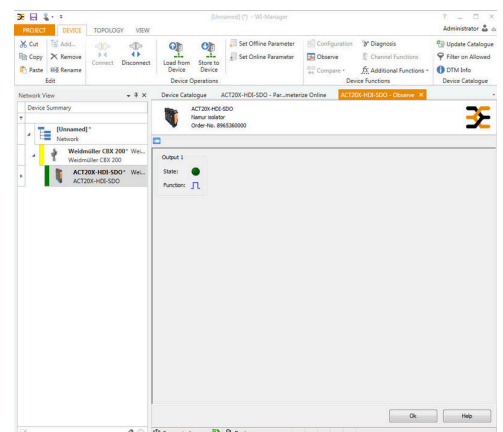 [Unnamed] (*) - WI-Manager
PROJECT DEVICE TOPOLOGY VIEW Administrator
Cut Add... Load from Device Store to Device Set Offline Parameter Configuration Diagnosis Update Catalogue
Copy Remove Connect Disconnect Set Online Parameter Observe Channel Functions Filter on Allowed
Paste Rename Compare Additional Functions DTM Info
Edit Device Operations Device Functions Device Catalogue
Network View Device Catalogue ACT20X-HDI-SDO - Par...meterize Online ACT20X-HDI-SDO - Observe
Device Summary
ACT20X-HDI-SDO
Namur isolator
Order-No. 8965360000
[Unnamed] *
Network
Weidmüller CBX 200* Wei...
Weidmüller CBX 200
ACT20X-HDI-SDO* Wei...
ACT20X-HDI-SDO
Output 1
State:
Function:
Ok Help